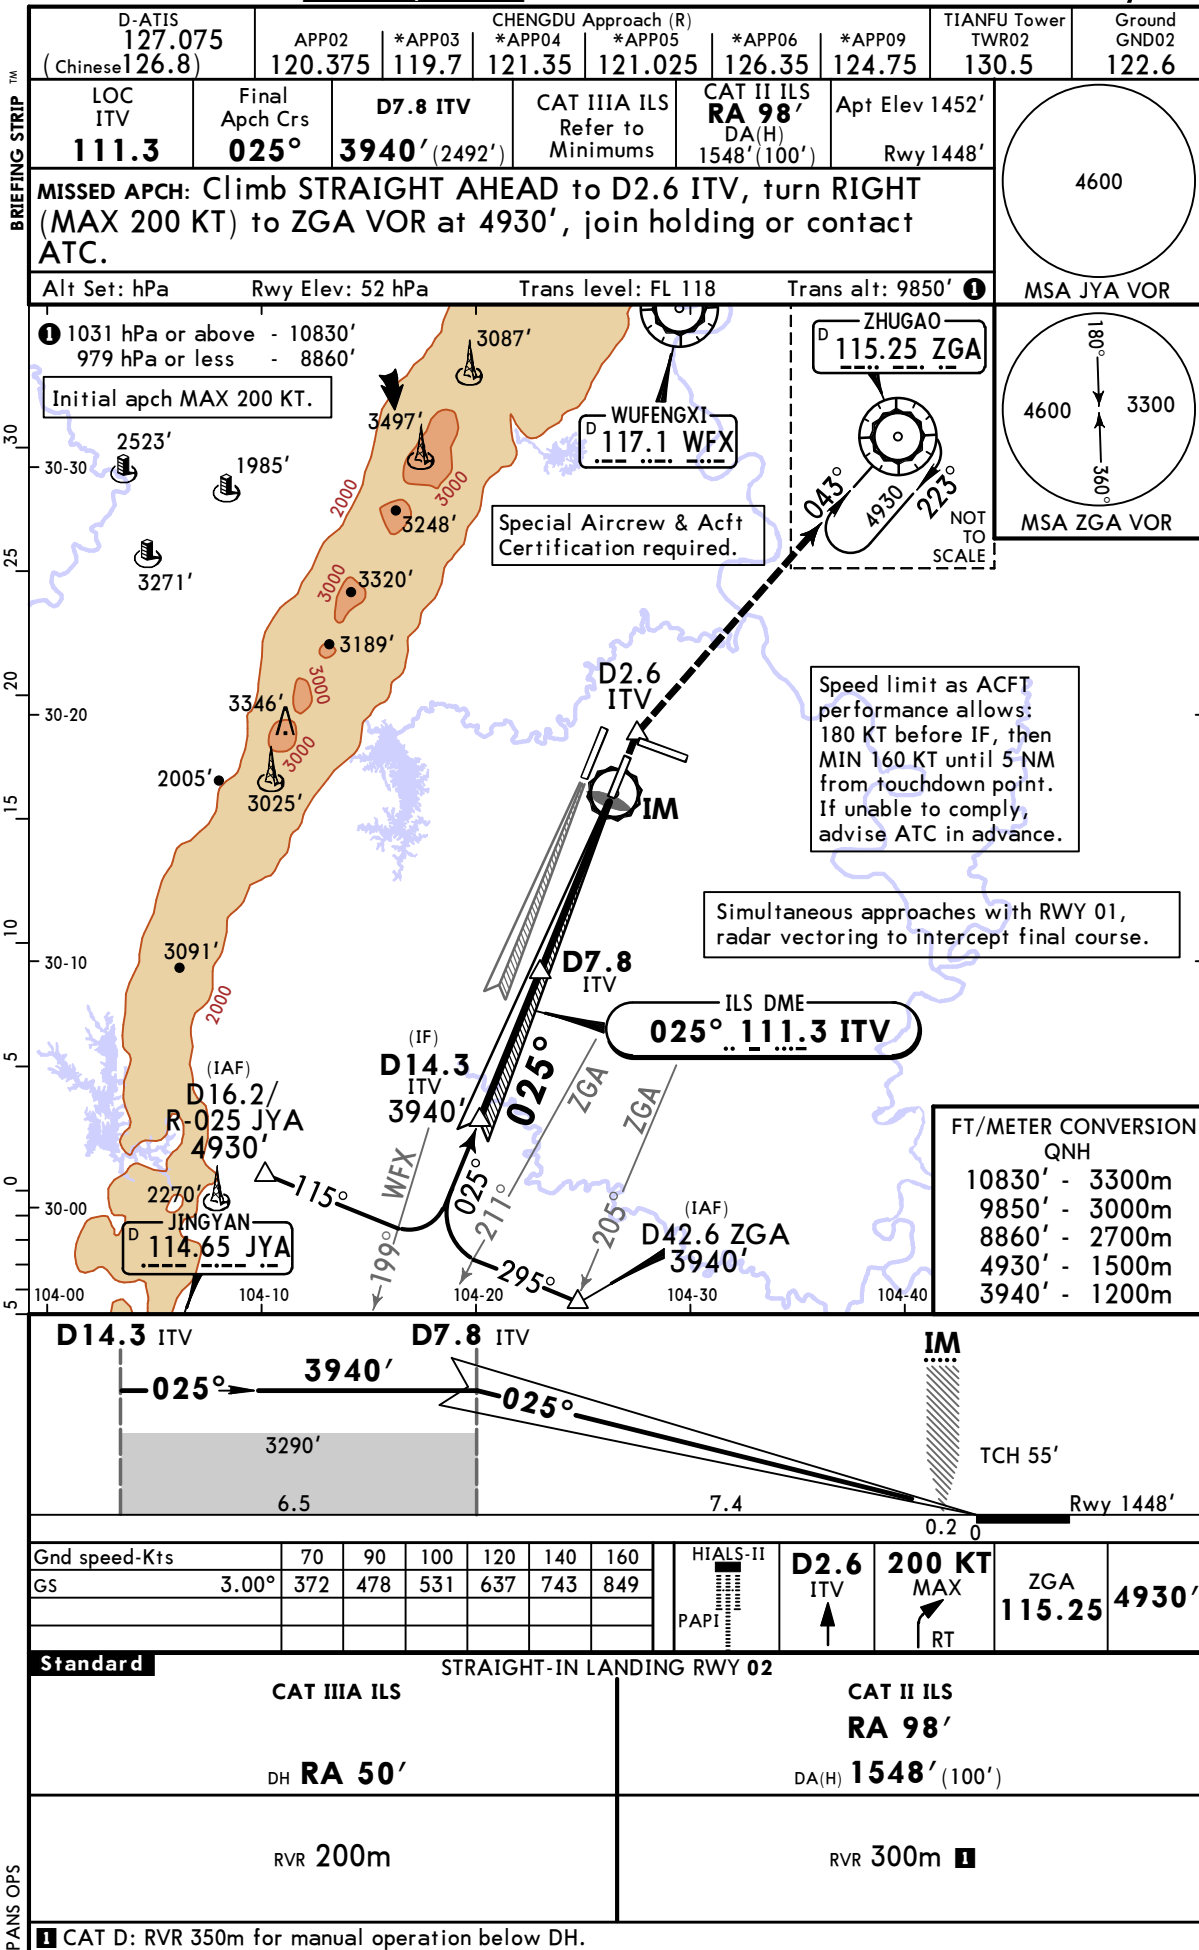 D-ATIS
127.075
(Chinese 126.8)
CHENGDU Approach (R)
APP02 *APP03 *APP04 *APP05 *APP06 *APP09
120.375 119.7 121.35 121.025 126.35 124.75
TIANFU Tower
TWR02
130.5
Ground
GND02
122.6
BRIEFING STRIP TM
LOC
ITV
111.3
Final
Apch Crs
025°
D7.8 ITV
3940' (2492')
CAT IIIA ILS
Refer to
Minimums
CAT II ILS
RA 98'
DA(H)
1548' (100')
Apt Elev 1452'
Rwy 1448'
MISSED APCH: Climb STRAIGHT AHEAD to D2.6 ITV, turn RIGHT
(MAX 200 KT) to ZGA VOR at 4930', join holding or contact
ATC.
Alt Set: hPa Rwy Elev: 52 hPa Trans level: FL 118 Trans alt: 9850' 1
4600
MSA JYA VOR
180°
4600 3300
360°
MSA ZGA VOR
1 1031 hPa or above - 10830'
979 hPa or less - 8860'
Initial apch MAX 200 KT.
3087'
3497'
2523'
1985'
3271'
2000
3000
3248'
3320'
3000
3189'
3000
3346'
3000
2005'
3025'
3091'
2000
2270'
WUFENGXI
D 117.1 WFX
ZHUGAO
D 115.25 ZGA
043°
4930
223°
NOT
TO
SCALE
Special Aircrew & Acft
Certification required.
D2.6
ITV
Speed limit as ACFT
performance allows:
180 KT before IF, then
MIN 160 KT until 5 NM
from touchdown point.
If unable to comply,
advise ATC in advance.
IM
Simultaneous approaches with RWY 01,
radar vectoring to intercept final course.
D7.8
ITV
ILS DME
025° 111.3 ITV
025°
(IF)
D14.3
ITV
3940'
(IAF)
D16.2/
R-025 JYA
4930'
115°
JINGYAN
D 114.65 JYA
WFX
199°
025°
ZGA
211°
ZGA
205°
295°
(IAF)
D42.6 ZGA
3940'
30
25
20
15
10
5
0
5
30-30
30-20
30-10
30-00
104-00 104-10 104-20 104-30 104-40
FT/METER CONVERSION
QNH
10830' - 3300m
9850' - 3000m
8860' - 2700m
4930' - 1500m
3940' - 1200m
D14.3 ITV
D7.8 ITV
IM
025°
3940'
025°
3290'
TCH 55'
6.5
7.4
Rwy 1448'
0.2 0
Gnd speed-Kts 70 90 100 120 140 160
GS 3.00° 372 478 531 637 743 849
HIALS-II
PAPI
D2.6
ITV
200 KT
MAX
RT
ZGA
115.25
4930'
Standard
STRAIGHT-IN LANDING RWY 02
CAT IIIA ILS
DH RA 50'
RVR 200m
CAT II ILS
RA 98'
DA(H) 1548' (100')
RVR 300m 1
PANS OPS
1 CAT D: RVR 350m for manual operation below DH.